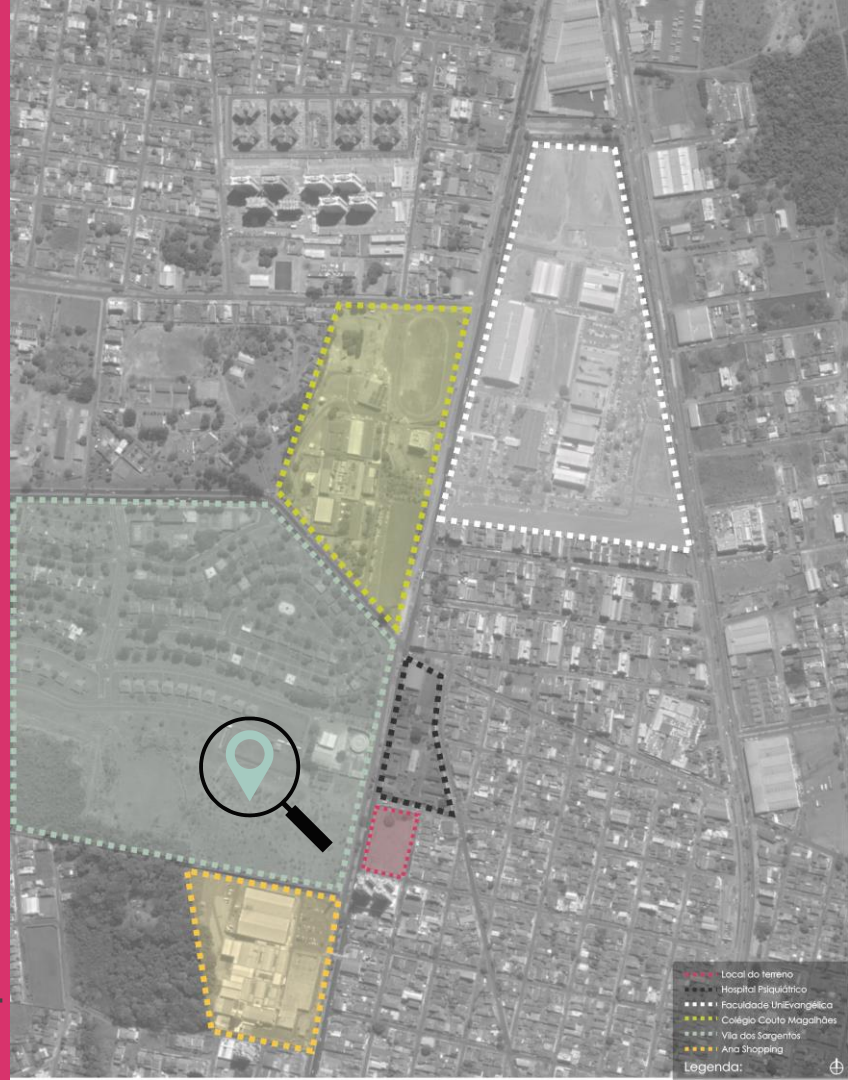 Local do terreno
Hospital Psiquiátrico
Faculdade UniEvangélica
Colégio Couto Magalhães
Vila dos Sargentos
Ana Shopping
Legenda: